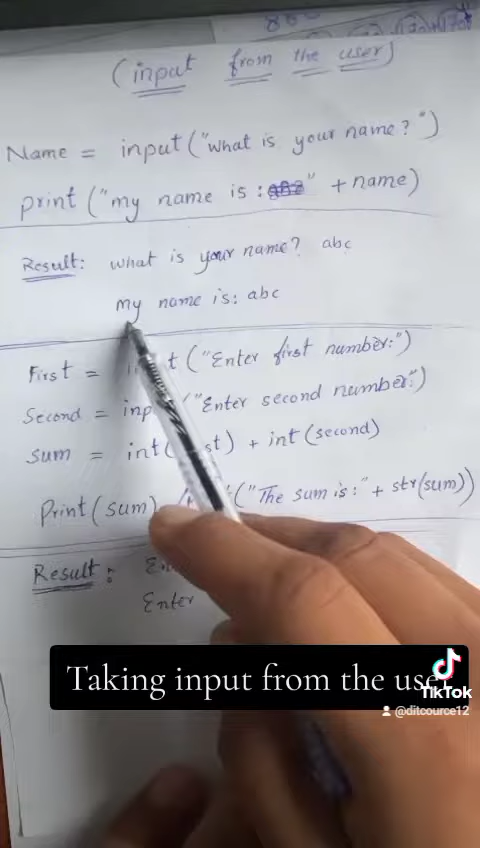 (input from the user)
Name = input("What is your name?")
print("my name is:" + name)
Result: What is your name? abc
my name is: abc
First = t ("Enter first number:")
Second = inp ("Enter second number:")
sum = int( st) + int(second)
Print(sum) ("The sum is:" + str(sum))
Result: En
Enter
Taking input from the use
TikTok
@ditcource12